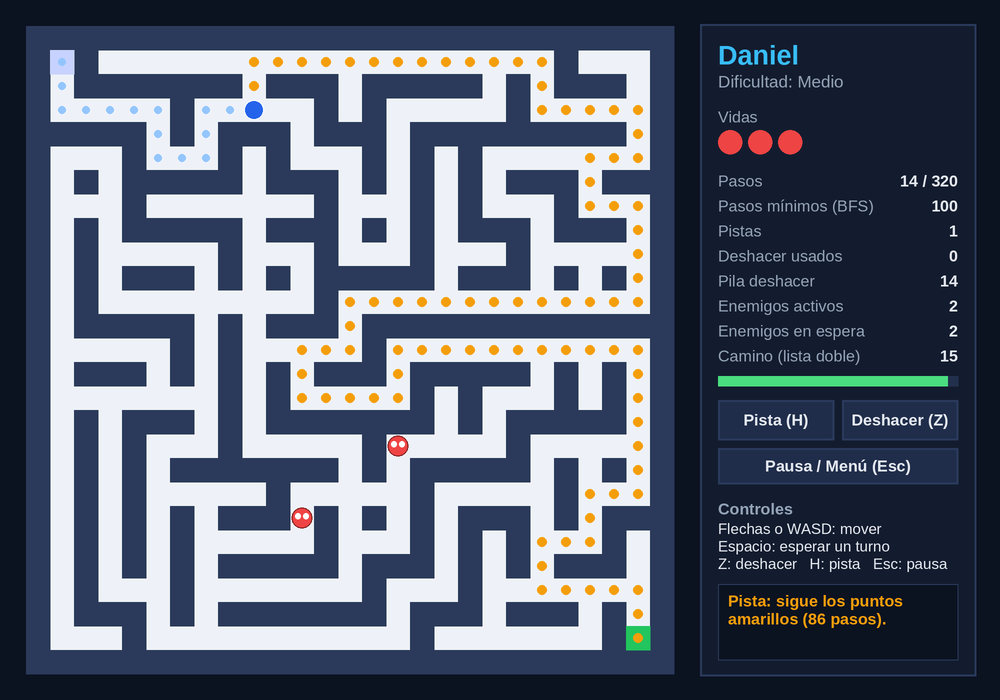 Daniel
Dificultad: Medio
Vidas
Pasos 14 / 320
Pasos mínimos (BFS) 100
Pistas 1
Deshacer usados 0
Pila deshacer 14
Enemigos activos 2
Enemigos en espera 2
Camino (lista doble) 15
Pista (H) Deshacer (Z)
Pausa / Menú (Esc)
Controles
Flechas o WASD: mover
Espacio: esperar un turno
Z: deshacer H: pista Esc: pausa
Pista: sigue los puntos
amarillos (86 pasos).